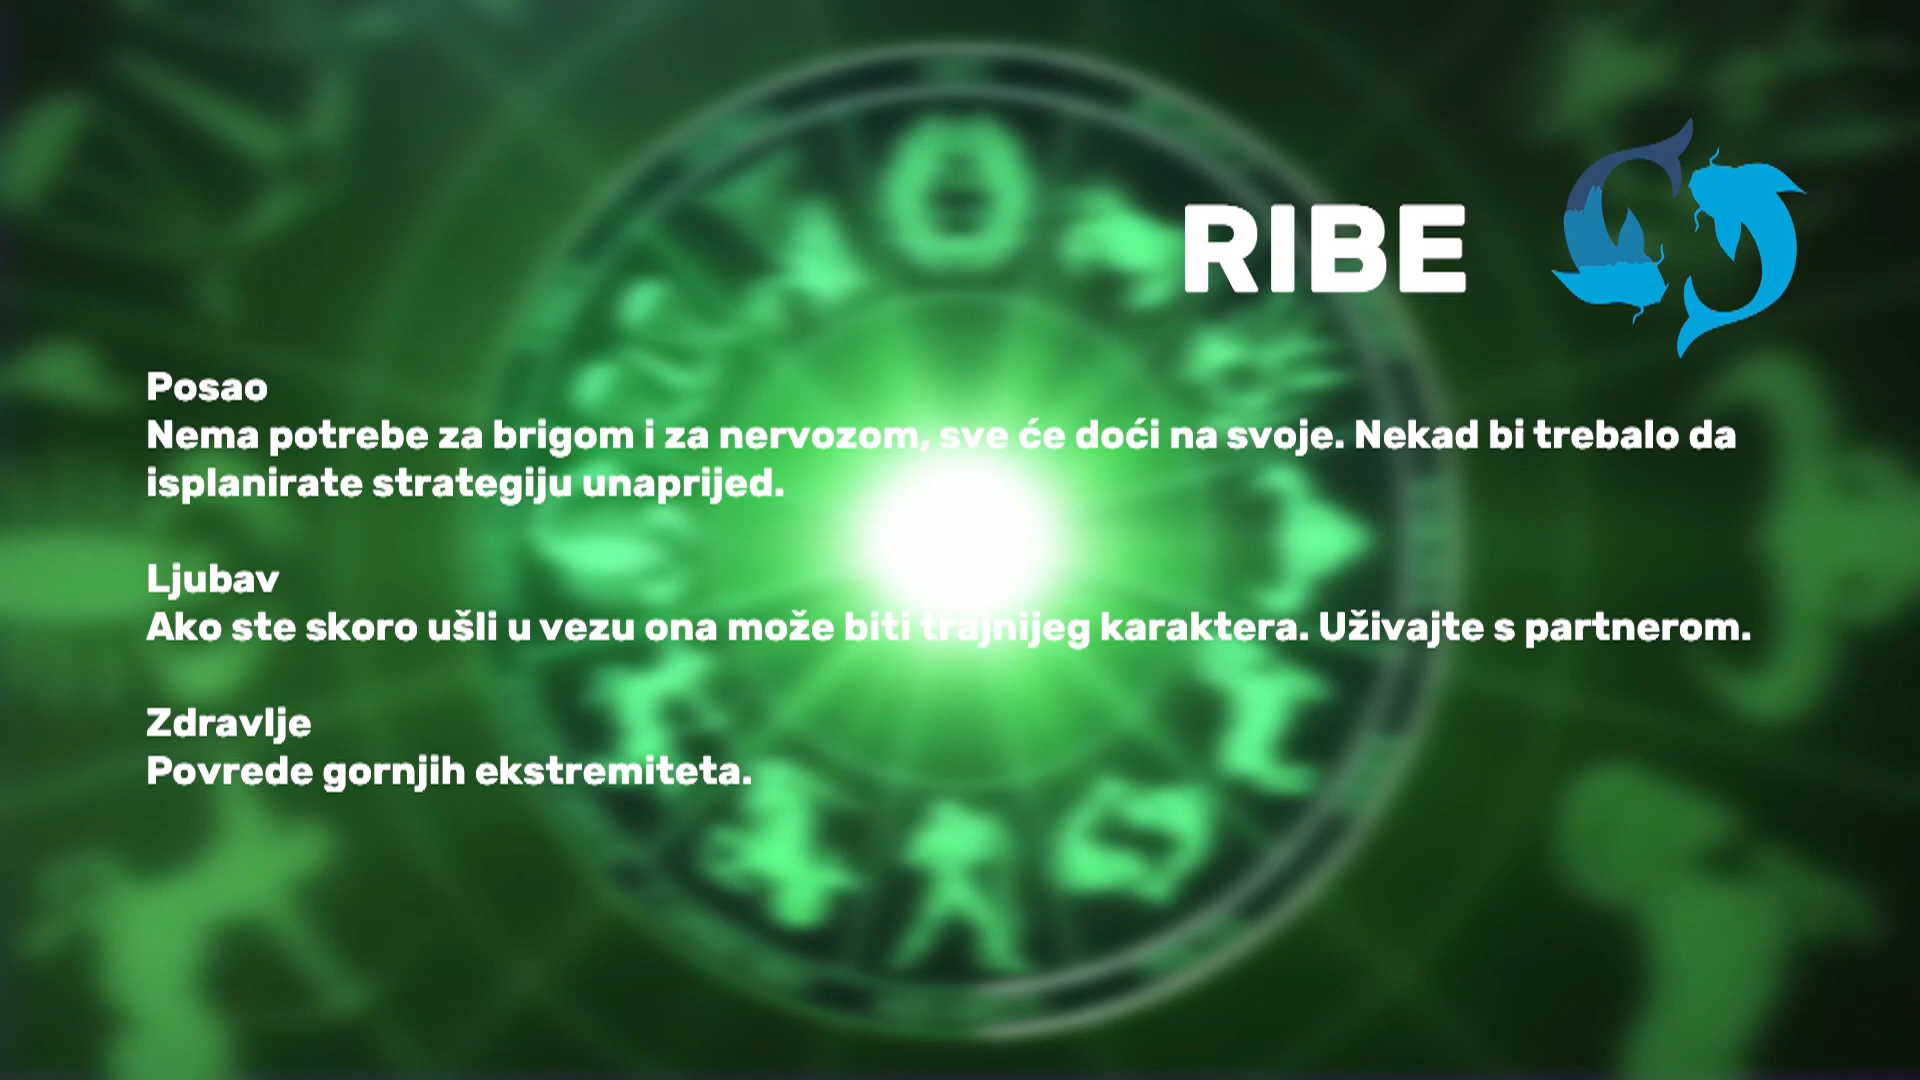 RIBE
Posao
Nema potrebe za brigom i za nervozom, sve će doći na svoje. Nekad bi trebalo da
isplanirate strategiju unaprijed.
Ljubav
Ako ste skoro ušli u vezu ona može biti trajnijeg karaktera. Uživajte s partnerom.
Zdravlje
Povrede gornjih ekstremiteta.